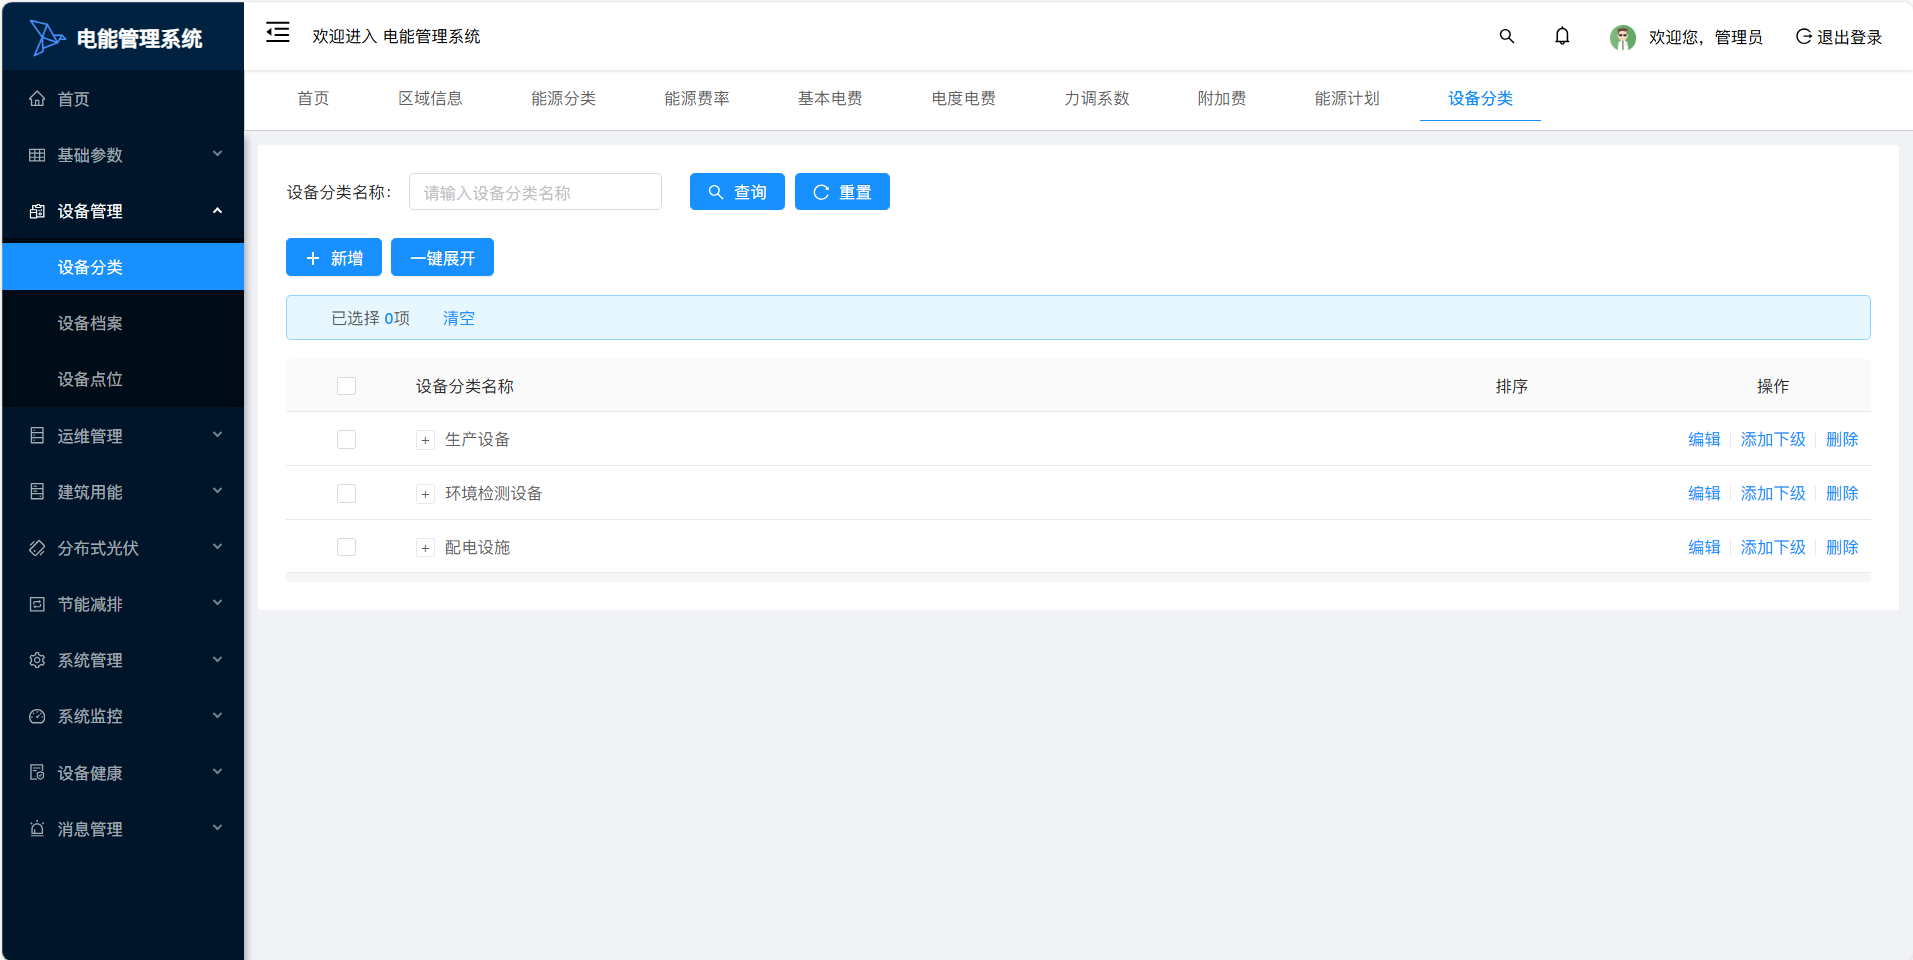 电能管理系统
欢迎进入 电能管理系统
欢迎您，管理员
退出登录
首页
基础参数
设备管理
设备分类
设备档案
设备点位
运维管理
建筑用能
分布式光伏
节能减排
系统管理
系统监控
设备健康
消息管理
首页 区域信息 能源分类 能源费率 基本电费 电度电费 力调系数 附加费 能源计划 设备分类
设备分类名称： 请输入设备分类名称 查询 重置
新增 一键展开
已选择 0项 清空
设备分类名称 排序 操作
生产设备 编辑 添加下级 删除
环境检测设备 编辑 添加下级 删除
配电设施 编辑 添加下级 删除